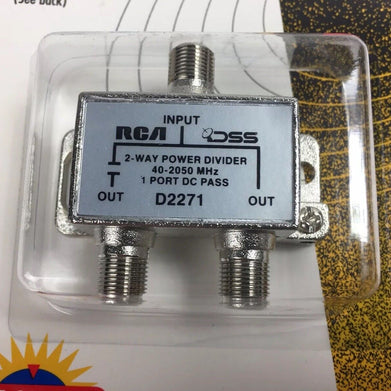 (See back)
INPUT
RCA DSS
2-WAY POWER DIVIDER
40-2050 MHz
1 PORT DC PASS
OUT D2271 OUT